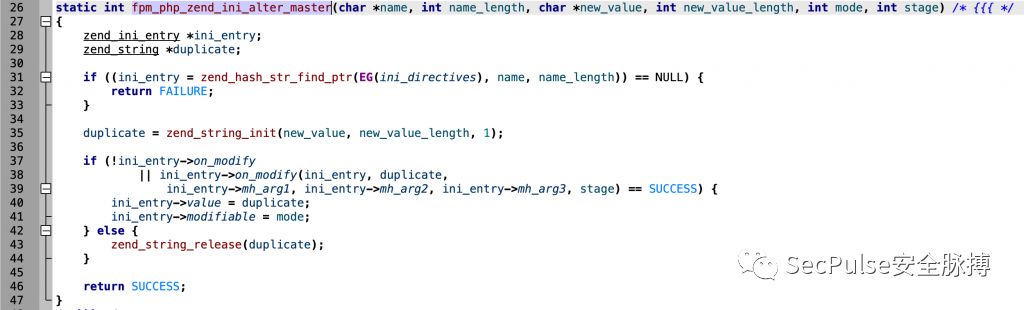 26 static int fpm_php_zend_ini_alter_master(char *name, int name_length, char *new_value, int new_value_length, int mode, int stage) /* {{{ */
27 {
28     zend_ini_entry *ini_entry;
29     zend_string *duplicate;
30
31     if ((ini_entry = zend_hash_str_find_ptr(EG(ini_directives), name, name_length)) == NULL) {
32         return FAILURE;
33     }
34
35     duplicate = zend_string_init(new_value, new_value_length, 1);
36
37     if (!ini_entry->on_modify
38             || ini_entry->on_modify(ini_entry, duplicate,
39                 ini_entry->mh_arg1, ini_entry->mh_arg2, ini_entry->mh_arg3, stage) == SUCCESS) {
40         ini_entry->value = duplicate;
41         ini_entry->modifiable = mode;
42     } else {
43         zend_string_release(duplicate);
44     }
45
46     return SUCCESS;
47 }
SecPulse安全脉搏